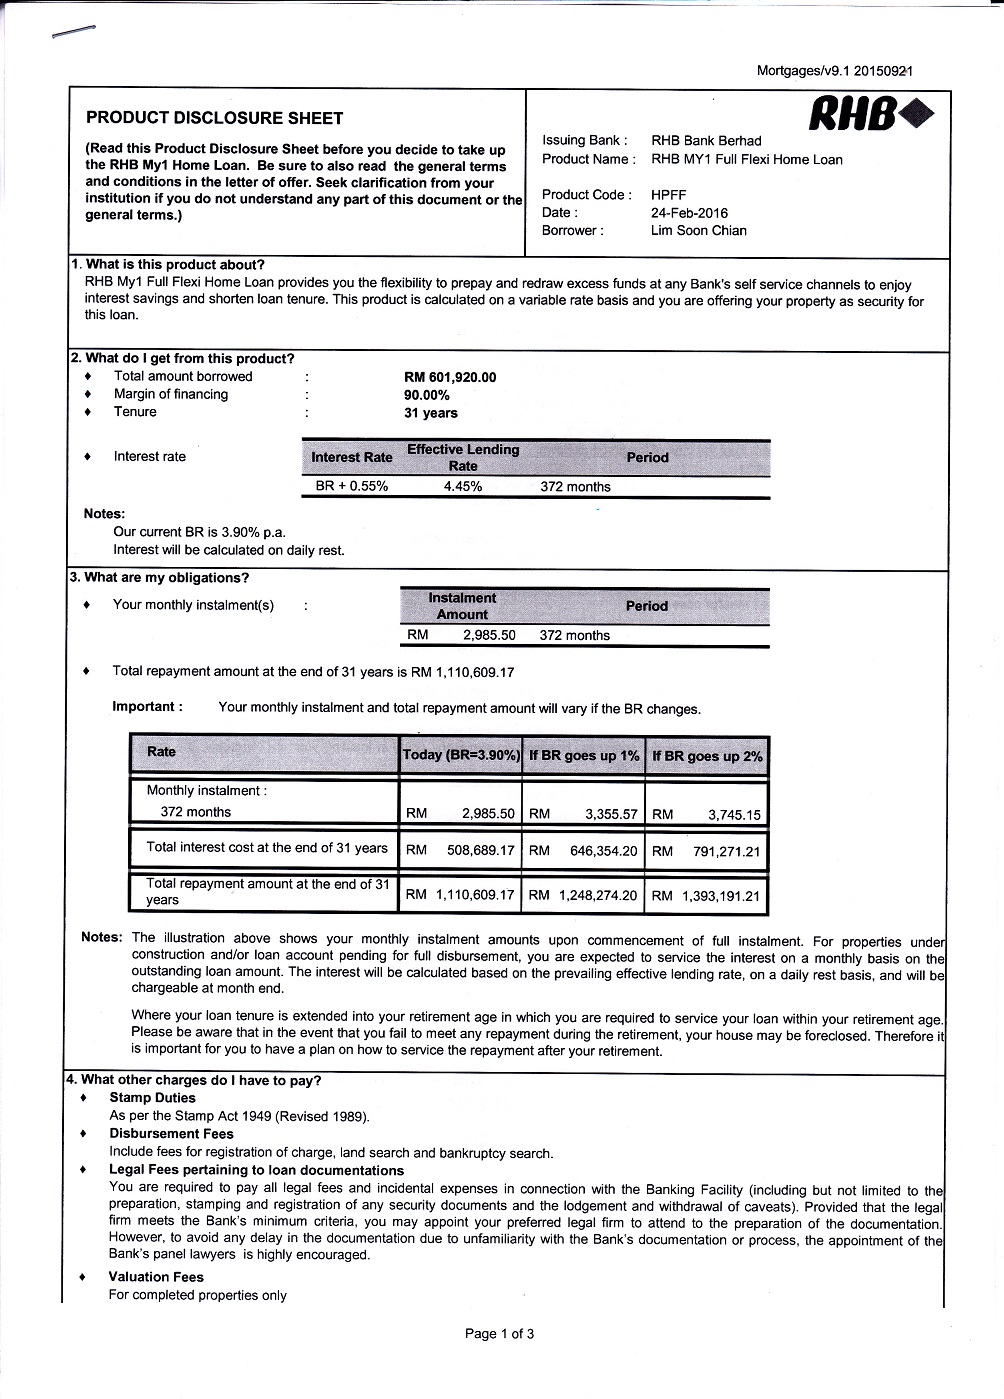 Mortgages/v9.1 20150921
PRODUCT DISCLOSURE SHEET
(Read this Product Disclosure Sheet before you decide to take up
the RHB My1 Home Loan. Be sure to also read the general terms
and conditions in the letter of offer. Seek clarification from your
institution if you do not understand any part of this document or the
general terms.)
RHB
Issuing Bank : RHB Bank Berhad
Product Name : RHB MY1 Full Flexi Home Loan
Product Code : HPFF
Date : 24-Feb-2016
Borrower : Lim Soon Chian
1. What is this product about?
RHB My1 Full Flexi Home Loan provides you the flexibility to prepay and redraw excess funds at any Bank's self service channels to enjoy
interest savings and shorten loan tenure. This product is calculated on a variable rate basis and you are offering your property as security for
this loan.
2. What do I get from this product?
♦ Total amount borrowed : RM 601,920.00
♦ Margin of financing : 90.00%
♦ Tenure : 31 years
♦ Interest rate
Interest Rate Effective Lending Rate Period
BR + 0.55% 4.45% 372 months
Notes:
Our current BR is 3.90% p.a.
Interest will be calculated on daily rest.
3. What are my obligations?
♦ Your monthly instalment(s) :
Instalment Amount Period
RM 2,985.50 372 months
♦ Total repayment amount at the end of 31 years is RM 1,110,609.17
Important : Your monthly instalment and total repayment amount will vary if the BR changes.
Rate Today (BR=3.90%) If BR goes up 1% If BR goes up 2%
Monthly instalment :
372 months RM 2,985.50 RM 3,355.57 RM 3,745.15
Total interest cost at the end of 31 years RM 508,689.17 RM 646,354.20 RM 791,271.21
Total repayment amount at the end of 31
years RM 1,110,609.17 RM 1,248,274.20 RM 1,393,191.21
Notes: The illustration above shows your monthly instalment amounts upon commencement of full instalment. For properties under
construction and/or loan account pending for full disbursement, you are expected to service the interest on a monthly basis on the
outstanding loan amount. The interest will be calculated based on the prevailing effective lending rate, on a daily rest basis, and will be
chargeable at month end.
Where your loan tenure is extended into your retirement age in which you are required to service your loan within your retirement age.
Please be aware that in the event that you fail to meet any repayment during the retirement, your house may be foreclosed. Therefore it
is important for you to have a plan on how to service the repayment after your retirement.
4. What other charges do I have to pay?
♦ Stamp Duties
As per the Stamp Act 1949 (Revised 1989).
♦ Disbursement Fees
Include fees for registration of charge, land search and bankruptcy search.
♦ Legal Fees pertaining to loan documentations
You are required to pay all legal fees and incidental expenses in connection with the Banking Facility (including but not limited to the
preparation, stamping and registration of any security documents and the lodgement and withdrawal of caveats). Provided that the legal
firm meets the Bank's minimum criteria, you may appoint your preferred legal firm to attend to the preparation of the documentation.
However, to avoid any delay in the documentation due to unfamiliarity with the Bank's documentation or process, the appointment of the
Bank's panel lawyers is highly encouraged.
♦ Valuation Fees
For completed properties only
Page 1 of 3